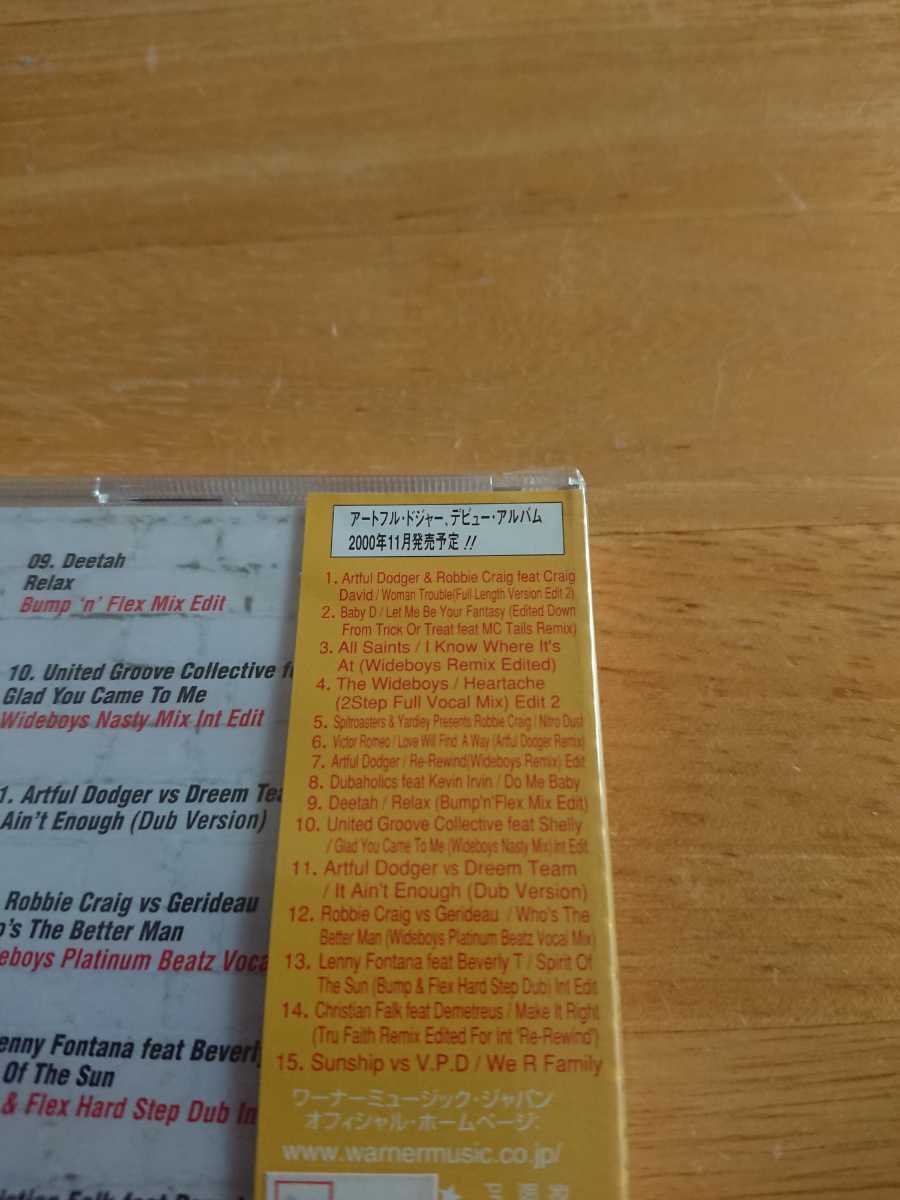 09. Deetah
Relax
Bump 'n' Flex Mix Edit
10. United Groove Collective
Glad You Came To Me
Wideboys Nasty Mix Int Edit
1. Artful Dodger vs Dreem
Ain't Enough (Dub Version)
Robbie Craig vs Gerideau
o's The Better Man
eboys Platinum Beatz Voca
enny Fontana feat Beverly
Of The Sun
& Flex Hard Step Dub In
アートフル・ドジャー、デビュー・アルバム
2000年11月発売予定!!
1. Artful Dodger & Robbie Craig feat Craig
David / Woman Trouble(Full Length Version Edit 2)
2. Baby D / Let Me Be Your Fantasy (Edited Down
From Trick Or Treat feat MC Tails Remix)
3. All Saints / I Know Where It's
At (Wideboys Remix Edited)
4. The Wideboys / Heartache
(2Step Full Vocal Mix) Edit 2
5. Spitroasters & Yardley Presents Robbie Craig / Nitro Dust
6. Victor Romeo / Love Will Find A Way (Artful Dodger Remix)
7. Artful Dodger / Re-Rewind(Wideboys Remix) Edit
8. Dubaholics feat Kevin Irvin / Do Me Baby
9. Deetah / Relax (Bump'n'Flex Mix Edit)
10. United Groove Collective feat Shelly
/ Glad You Came To Me (Wideboys Nasty Mix) Int Edit
11. Artful Dodger vs Dreem Team
/ It Ain't Enough (Dub Version)
12. Robbie Craig vs Gerideau / Who's The
Better Man (Wideboys Platinum Beatz Vocal Mix)
13. Lenny Fontana feat Beverly T / Spirit Of
The Sun (Bump & Flex Hard Step Dub) Int Edit
14. Christian Falk feat Demetreus / Make It Right
(Tru Faith Remix Edited For Int "Re-Rewind")
15. Sunship vs V.P.D / We R Family
ワーナーミュージック・ジャパン
オフィシャル・ホームページ:
www.warnermusic.co.jp/